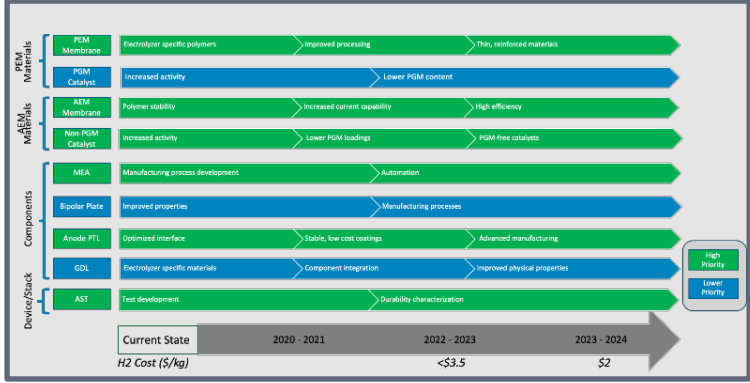 PEM Materials
PEM
Membrane
Electrolyzer specific polymers
Improved processing
Thin, reinforced materials
PGM
Catalyst
Increased activity
Lower PGM content
AEM Materials
AEM
Membrane
Polymer stability
Increased current capability
High efficiency
Non-PGM
Catalyst
Increased activity
Lower PGM loadings
PGM-free catalysts
Components
MEA
Manufacturing process development
Automation
Bipolar Plate
Improved properties
Manufacturing processes
Anode PTL
Optimized interface
Stable, low cost coatings
Advanced manufacturing
GDL
Electrolyzer specific materials
Component integration
Improved physical properties
Device/Stack
AST
Test development
Durability characterization
High
Priority
Lower
Priority
Current State
2020 - 2021
2022 - 2023
2023 - 2024
H2 Cost ($/kg)
<$3.5
$2